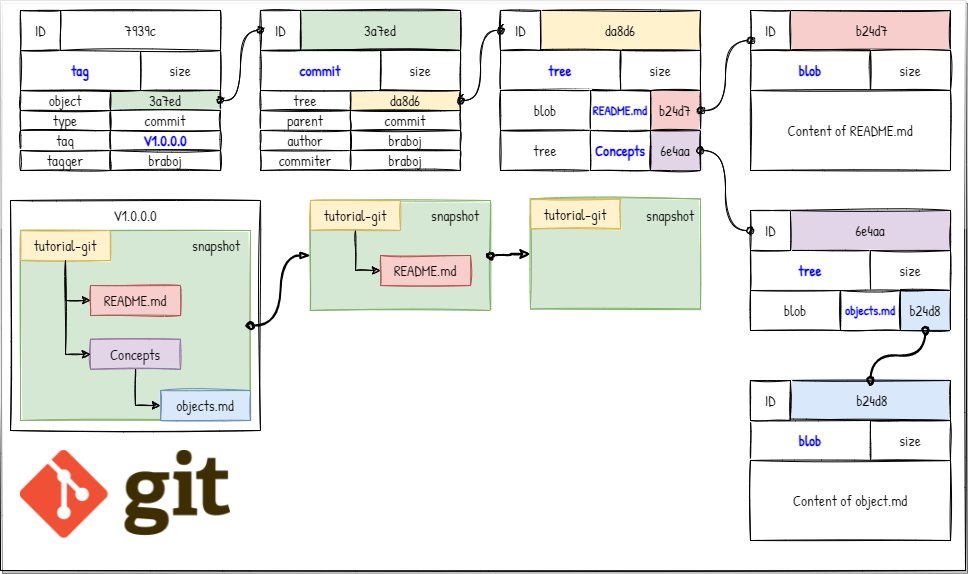 ID 7939c
tag size
object 3a7ed
type commit
taq V1.0.0.0
tagger braboj
ID 3a7ed
commit size
tree da8d6
parent commit
author braboj
commiter braboj
ID da8d6
tree size
blob README.md b24d7
tree Concepts 6e4aa
ID b24d7
blob size
Content of README.md
ID 6e4aa
tree size
blob objects.md b24d8
ID b24d8
blob size
Content of object.md
V1.0.0.0
tutorial-git snapshot
README.md
Concepts
objects.md
tutorial-git snapshot
README.md
tutorial-git snapshot
git